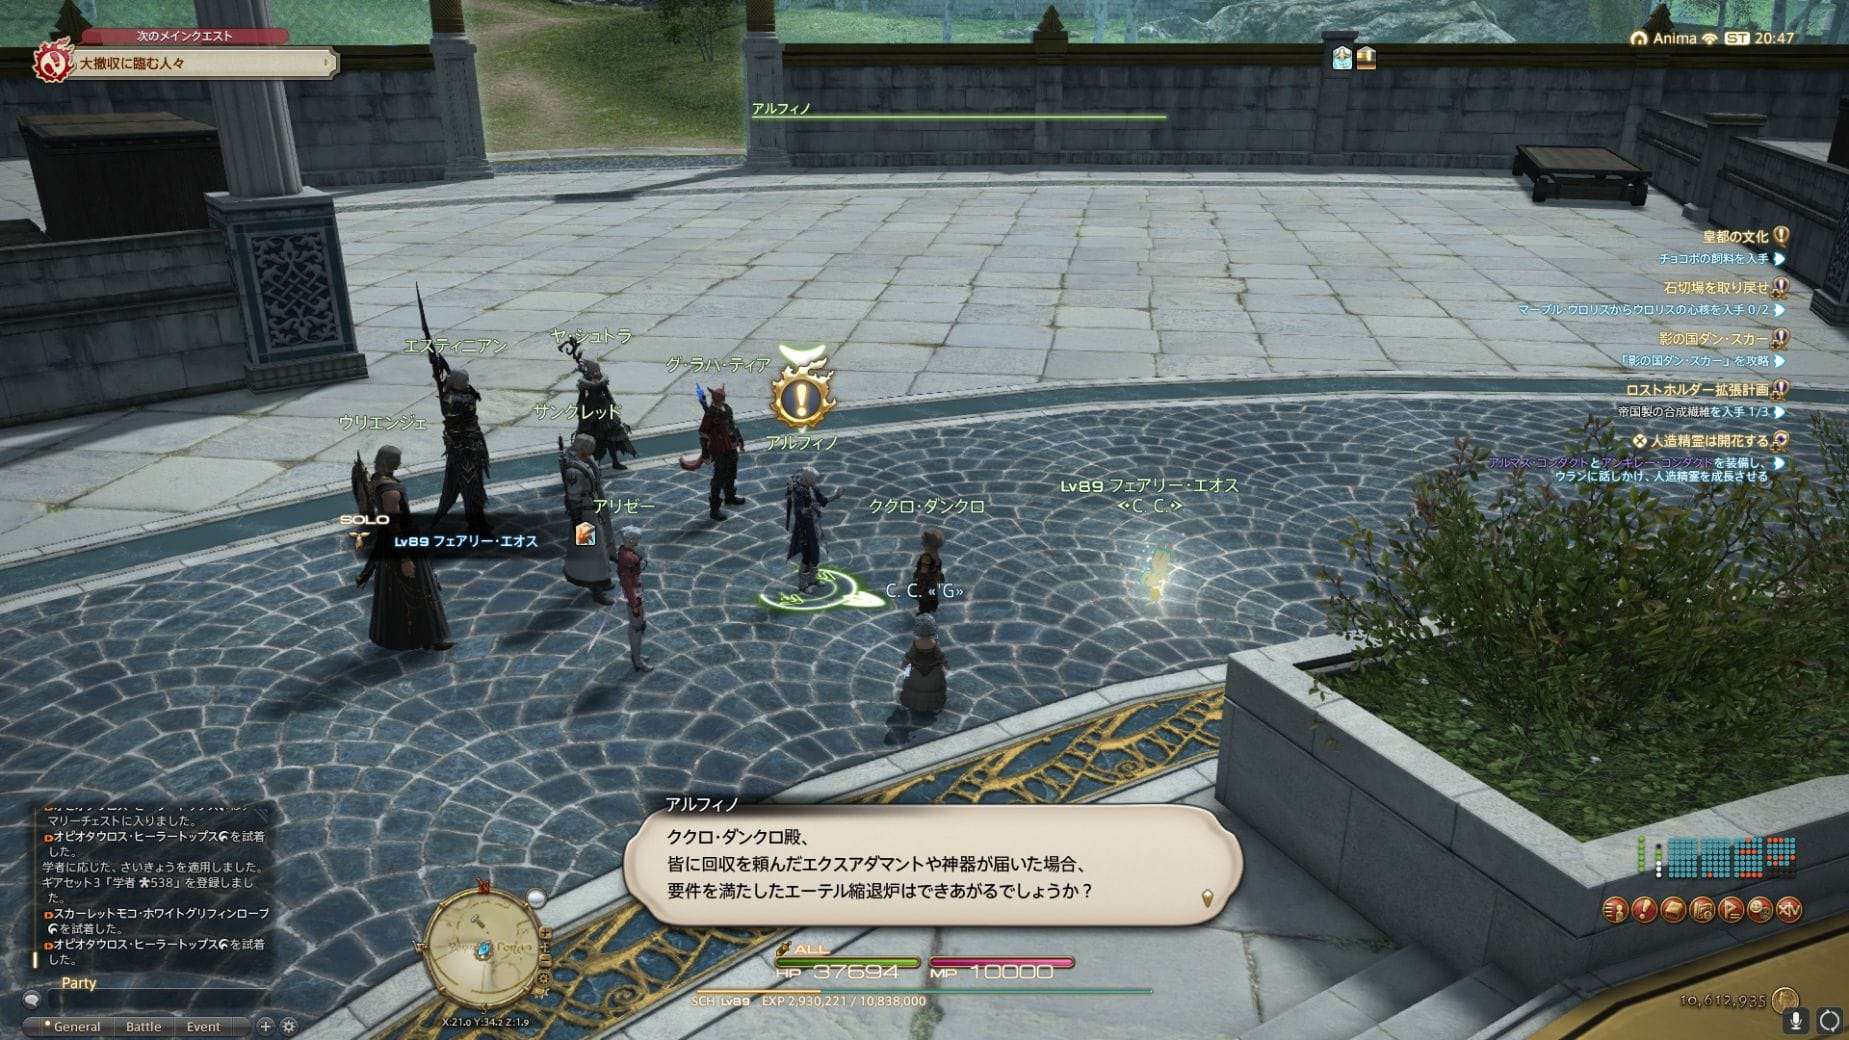 次のメインクエスト
大撤収に臨む人々
Anima ST 20:47
アルフィノ
皇都の文化
チョコボの飼料を入手
石切場を取り戻せ
マーブル・ウロリスからウロリスの心核を入手 0/2
影の国ダン・スカー
「影の国ダン・スカー」を攻略
ロストホルダー拡張計画
帝国製の合成繊維を入手 1/3
人造精霊は開花する
アルマス・コンダクトとアンキレー・コンダクトを装備し、
ウランに話しかけ、人造精霊を成長させる
エスティニアン
ヤ・シュトラ
グ・ラハ・ティア
サンクレッド
ウリエンジェ
アルフィノ
アリゼー
ククロ・ダンクロ
Lv89 フェアリー・エオス
<C. C.>
SOLO
Lv89 フェアリー・エオス
C. C. «'G»
アルフィノ
ククロ・ダンクロ殿、
皆に回収を頼んだエクスアダマントや神器が届いた場合、
要件を満たしたエーテル縮退炉はできあがるでしょうか？
マリーチェストに入りました。
オピオタウロス・ヒーラートップスを試着
した。
学者に応じた、さいきょうを適用しました。
ギアセット3「学者 ★538」を登録しまし
た。
スカーレットモコ・ホワイトグリフィンローブ
を試着した。
オピオタウロス・ヒーラートップスを試着
した。
Party
General Battle Event
X:21.0 Y:34.2 Z:1.9
ALL
HP 37694 MP 10000
SCH Lv89 EXP 2,930,221 / 10,838,000
10,612,935
XIV